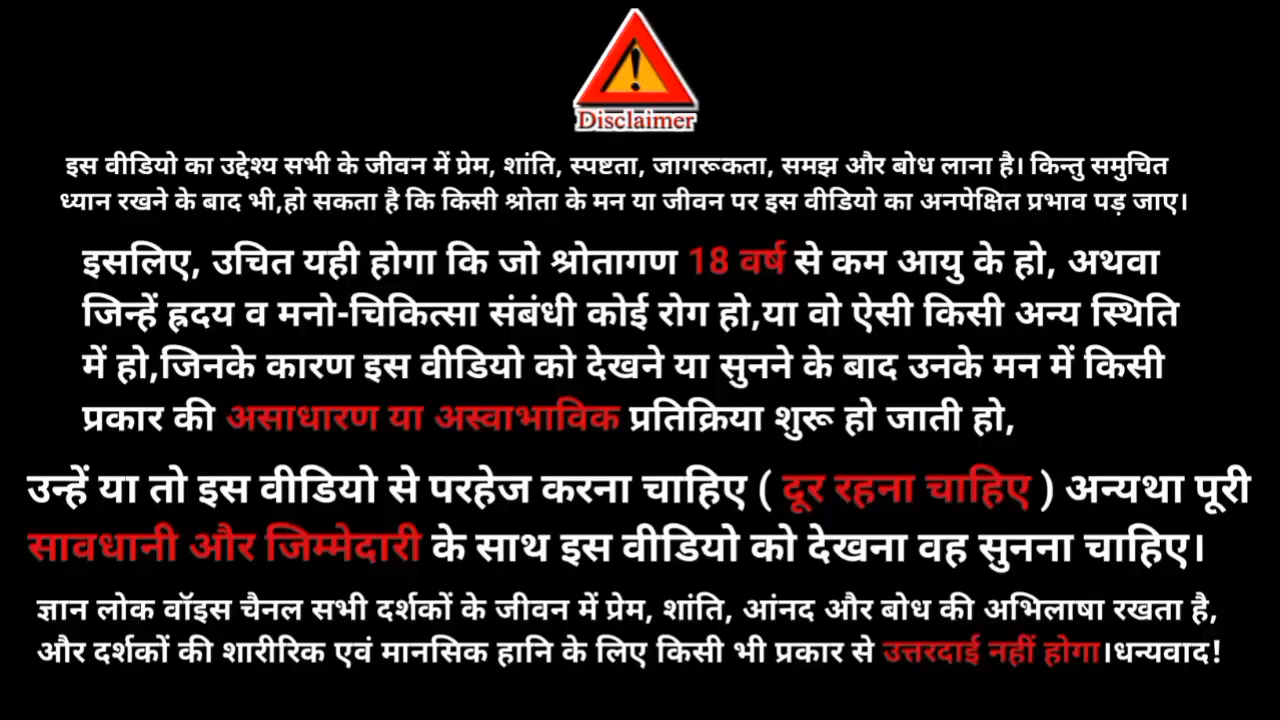 Disclaimer
इस वीडियो का उद्देश्य सभी के जीवन में प्रेम, शांति, स्पष्टता, जागरूकता, समझ और बोध लाना है। किन्तु समुचित
ध्यान रखने के बाद भी,हो सकता है कि किसी श्रोता के मन या जीवन पर इस वीडियो का अनपेक्षित प्रभाव पड़ जाए।
इसलिए, उचित यही होगा कि जो श्रोतागण 18 वर्ष से कम आयु के हो, अथवा
जिन्हें ह्रदय व मनो-चिकित्सा संबंधी कोई रोग हो,या वो ऐसी किसी अन्य स्थिति
में हो,जिनके कारण इस वीडियो को देखने या सुनने के बाद उनके मन में किसी
प्रकार की असाधारण या अस्वाभाविक प्रतिक्रिया शुरू हो जाती हो,
उन्हें या तो इस वीडियो से परहेज करना चाहिए ( दूर रहना चाहिए ) अन्यथा पूरी
सावधानी और जिम्मेदारी के साथ इस वीडियो को देखना वह सुनना चाहिए।
ज्ञान लोक वॉइस चैनल सभी दर्शकों के जीवन में प्रेम, शांति, आंनद और बोध की अभिलाषा रखता है,
और दर्शकों की शारीरिक एवं मानसिक हानि के लिए किसी भी प्रकार से उत्तरदाई नहीं होगा।धन्यवाद!